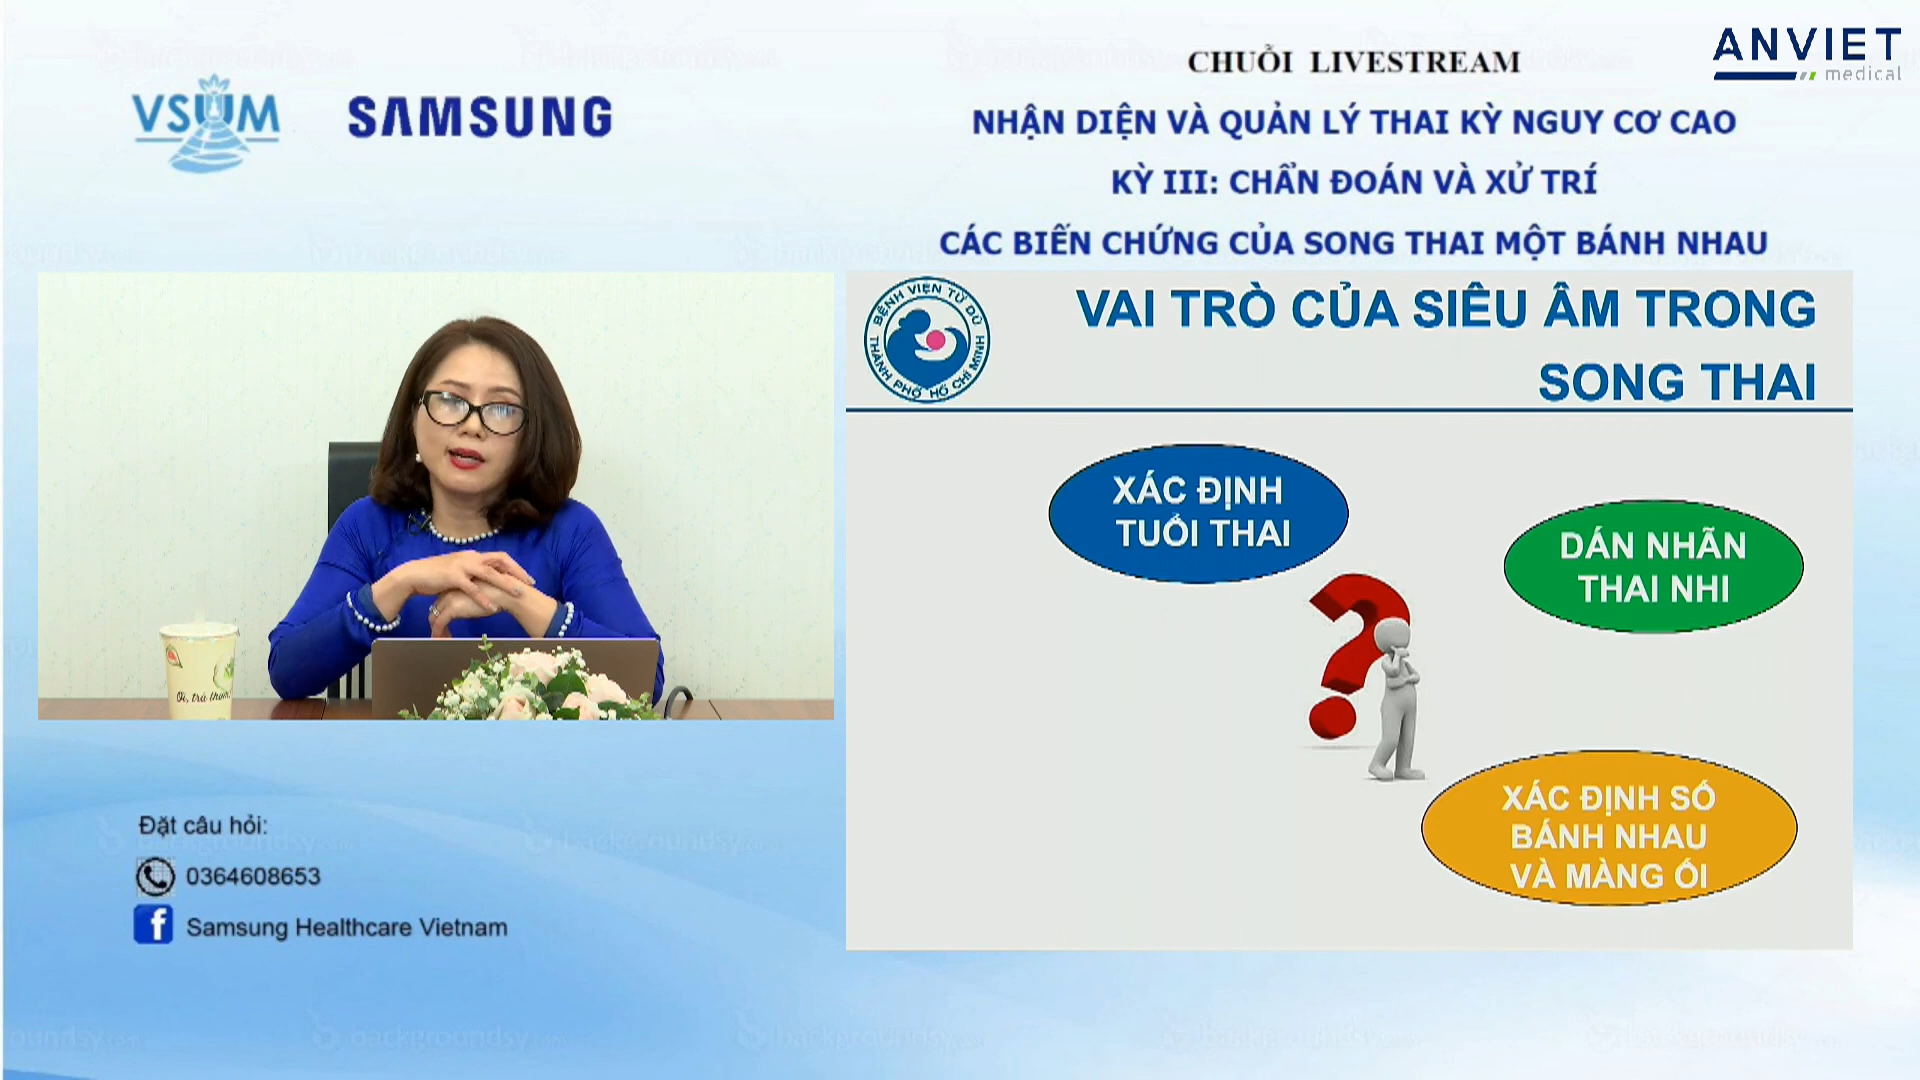 ANVIET
medical
VSUM
SAMSUNG
CHUỖI LIVESTREAM
NHẬN DIỆN VÀ QUẢN LÝ THAI KỲ NGUY CƠ CAO
KỲ III: CHẨN ĐOÁN VÀ XỬ TRÍ
CÁC BIẾN CHỨNG CỦA SONG THAI MỘT BÁNH NHAU
BỆNH VIỆN TỪ DŨ
THÀNH PHỐ HỒ CHÍ MINH
VAI TRÒ CỦA SIÊU ÂM TRONG
SONG THAI
XÁC ĐỊNH
TUỔI THAI
DÁN NHÃN
THAI NHI
XÁC ĐỊNH SỐ
BÁNH NHAU
VÀ MÀNG ỐI
Đặt câu hỏi:
0364608653
Samsung Healthcare Vietnam